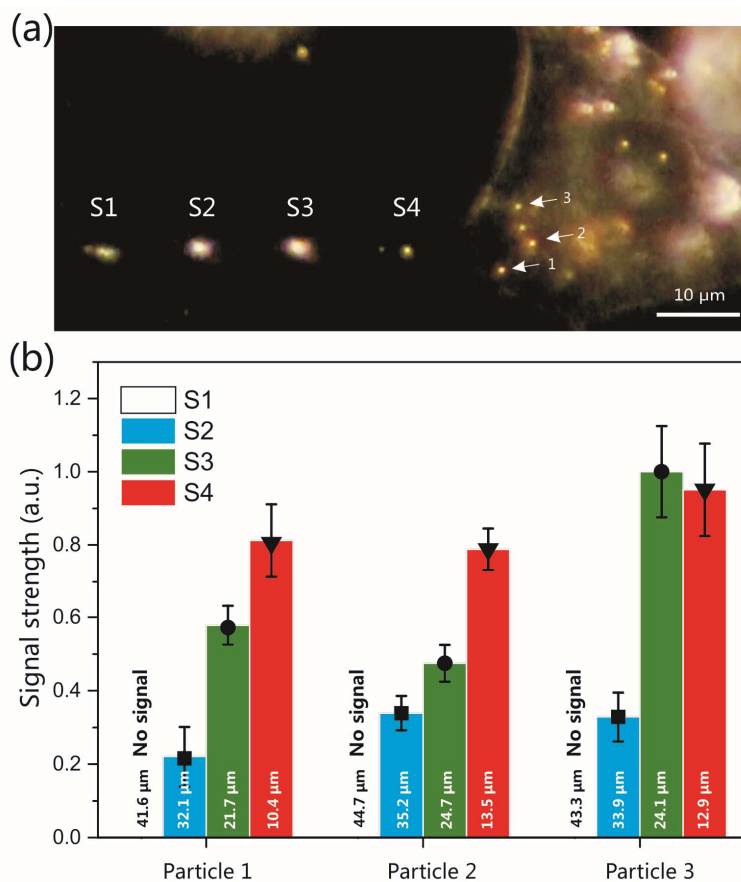 (a)
S1 S2 S3 S4
3
2
1
10 µm
(b)
Signal strength (a.u.)
1.2
1.0
0.8
0.6
0.4
0.2
0.0
S1
S2
S3
S4
41.6 µm No signal
32.1 µm
21.7 µm
10.4 µm
44.7 µm No signal
35.2 µm
24.7 µm
13.5 µm
43.3 µm No signal
33.9 µm
24.1 µm
12.9 µm
Particle 1 Particle 2 Particle 3